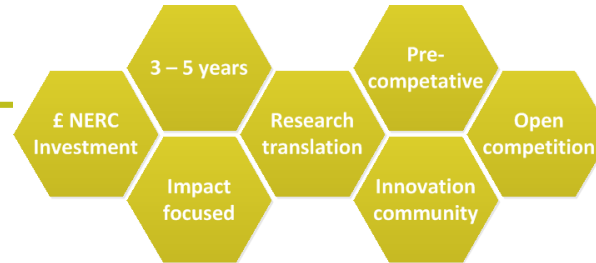 3 – 5 years
Pre-
competative
£ NERC
Investment
Research
translation
Open
competition
Impact
focused
Innovation
community